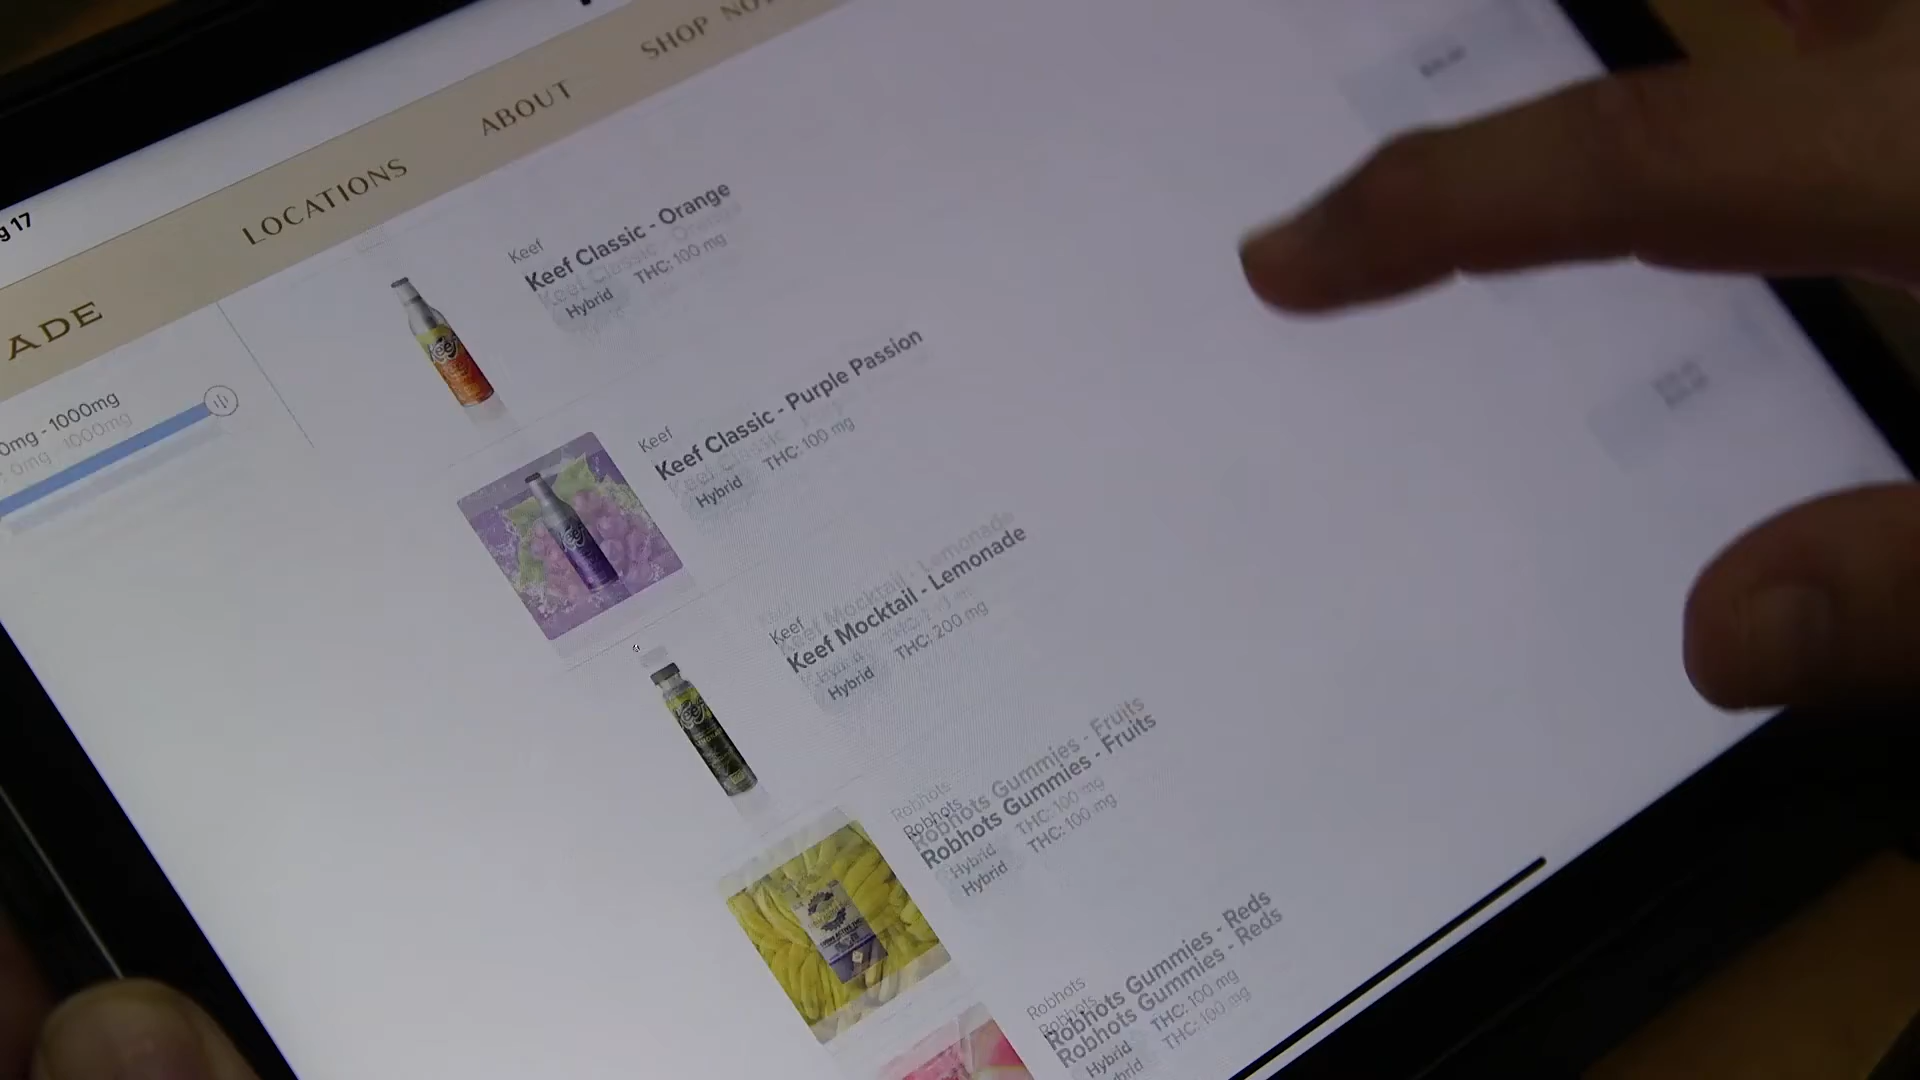 g 17
ADE
LOCATIONS
ABOUT
SHOP
0mg - 1000mg
Keef
Keef Classic - Orange
Hybrid THC: 100 mg
Keef
Keef Classic - Purple Passion
Hybrid THC: 100 mg
Keef
Keef Mocktail - Lemonade
Hybrid THC: 200 mg
Robhots
Robhots Gummies - Fruits
Hybrid THC: 100 mg
Robhots
Robhots Gummies - Reds
Hybrid THC: 100 mg